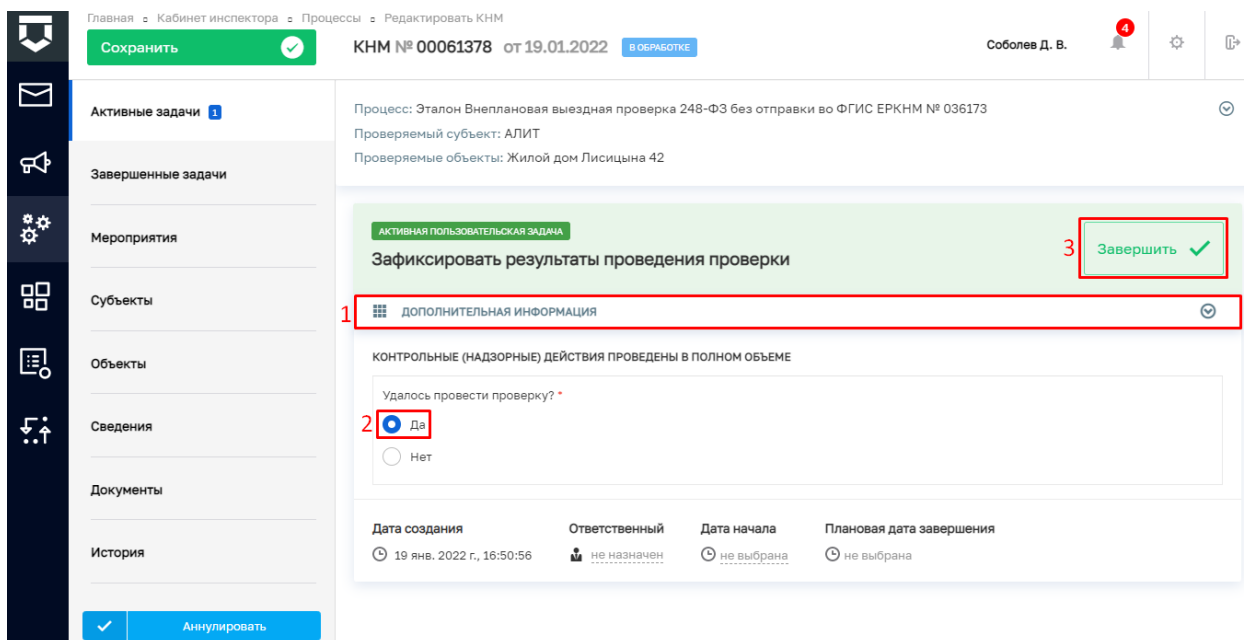 Главная Кабинет инспектора Процессы Редактировать КНМ
Сохранить
КНМ № 00061378 от 19.01.2022 В ОБРАБОТКЕ
Соболев Д. В.
4
Активные задачи 1
Завершенные задачи
Мероприятия
Субъекты
Объекты
Сведения
Документы
История
Аннулировать
Процесс: Эталон Внеплановая выездная проверка 248-ФЗ без отправки во ФГИС ЕРКНМ № 036173
Проверяемый субъект: АЛИТ
Проверяемые объекты: Жилой дом Лисицына 42
АКТИВНАЯ ПОЛЬЗОВАТЕЛЬСКАЯ ЗАДАЧА
Зафиксировать результаты проведения проверки
3 Завершить
1 ДОПОЛНИТЕЛЬНАЯ ИНФОРМАЦИЯ
КОНТРОЛЬНЫЕ (НАДЗОРНЫЕ) ДЕЙСТВИЯ ПРОВЕДЕНЫ В ПОЛНОМ ОБЪЕМЕ
Удалось провести проверку? *
2 Да
Нет
Дата создания Ответственный Дата начала Плановая дата завершения
19 янв. 2022 г., 16:50:56 не назначен не выбрана не выбрана